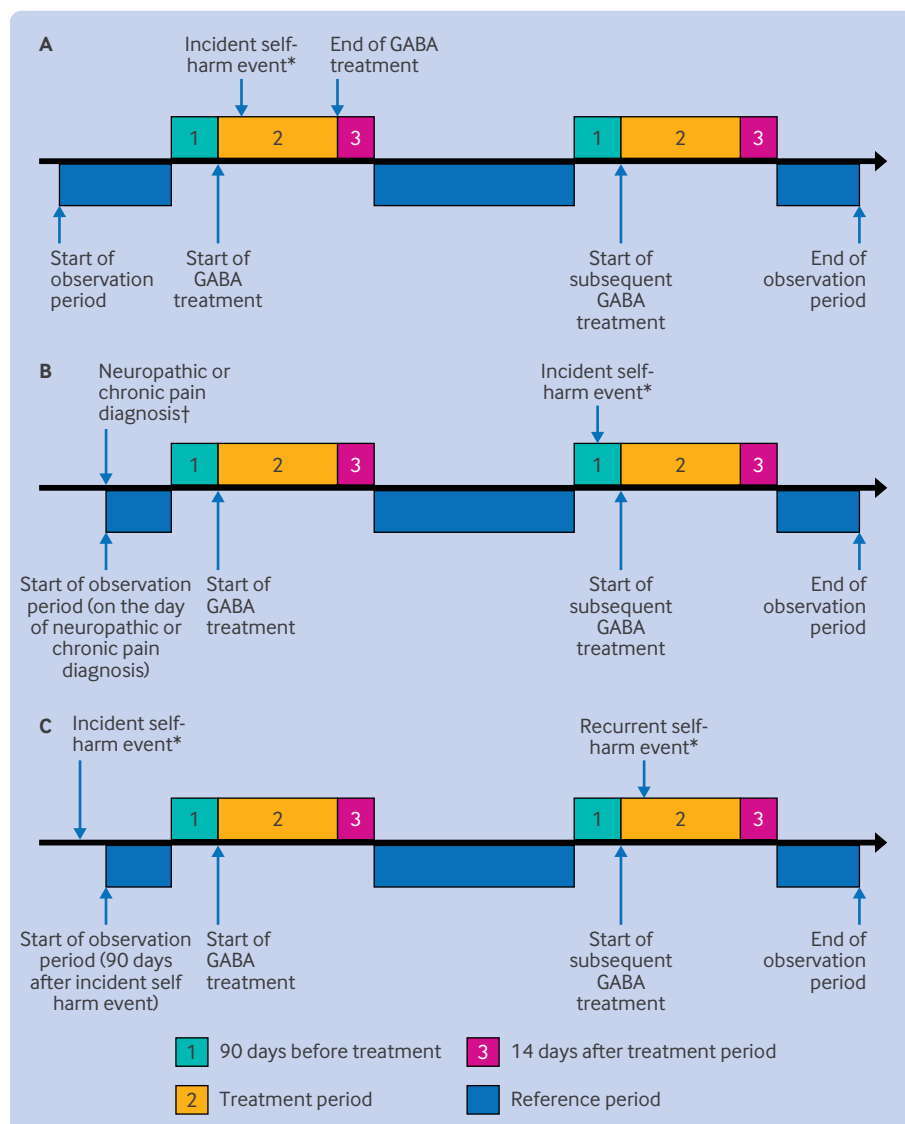 A
Incident self-
harm event*
End of GABA
treatment
1
2
3
1
2
3
Start of
observation
period
Start of
GABA
treatment
Start of
subsequent
GABA
treatment
End of
observation
period
B
Neuropathic or
chronic pain
diagnosis†
Incident self-
harm event*
1
2
3
1
2
3
Start of observation
period (on the day
of neuropathic or
chronic pain
diagnosis)
Start of
GABA
treatment
Start of
subsequent
GABA
treatment
End of
observation
period
C
Incident self-
harm event*
Recurrent self-
harm event*
1
2
3
1
2
3
Start of observation
period (90 days
after incident self
harm event)
Start of
GABA
treatment
Start of
subsequent
GABA
treatment
End of
observation
period
1 90 days before treatment
3 14 days after treatment period
2 Treatment period
Reference period